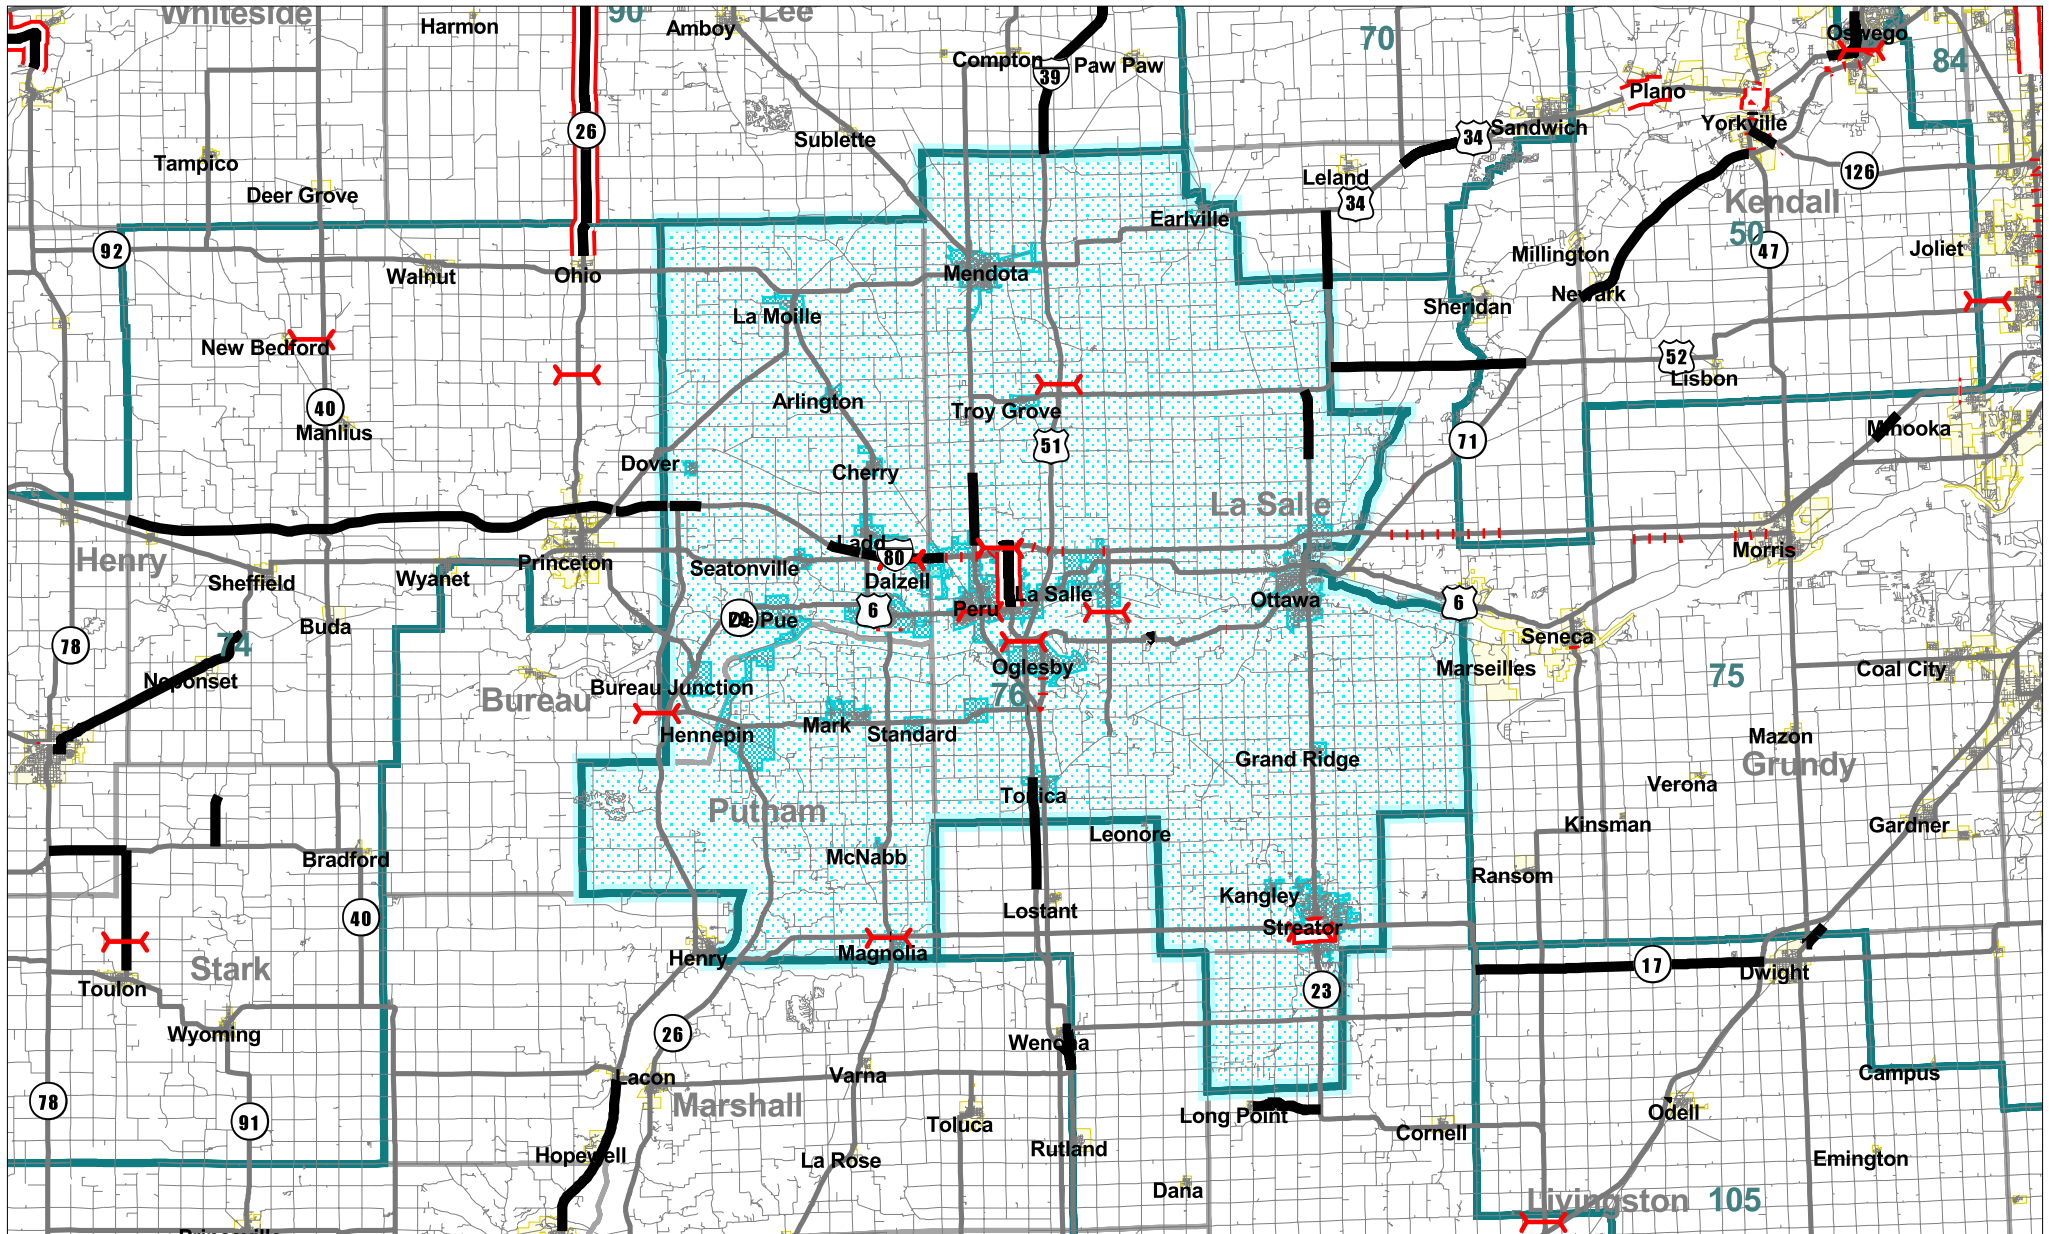 Whiteside
90
Lee
Harmon
Amboy
70
Oswego
84
Compton
39
Paw Paw
Plano
26
Sublette
34
Sandwich
Yorkville
Tampico
126
Leland
Deer Grove
34
Kendall
Earlville
50
92
47
Joliet
Millington
Walnut
Ohio
Mendota
Newark
Sheridan
La Moille
New Bedford
52
Lisbon
Arlington
40
Troy Grove
Manlius
Minooka
51
71
Dover
Cherry
La Salle
Ladd
80
Morris
Henry
Princeton
Seatonville
Sheffield
Wyanet
Dalzell
La Salle
Ottawa
6
Peru
6
De Pue
Buda
78
74
Seneca
Oglesby
Marseilles
Coal City
Neponset
Bureau
Bureau Junction
76
75
Mark
Standard
Hennepin
Mazon
Grand Ridge
Grundy
Verona
Tonica
Putnam
Leonore
Kinsman
Gardner
Bradford
McNabb
Ransom
Kangley
40
Lostant
Streator
Henry
Magnolia
17
Dwight
Stark
Toulon
23
Wyoming
26
Wenona
Lacon
Varna
Campus
78
Marshall
91
Toluca
Long Point
Odell
Cornell
Hopewell
La Rose
Rutland
Emington
Dana
Livingston
105
Princeville